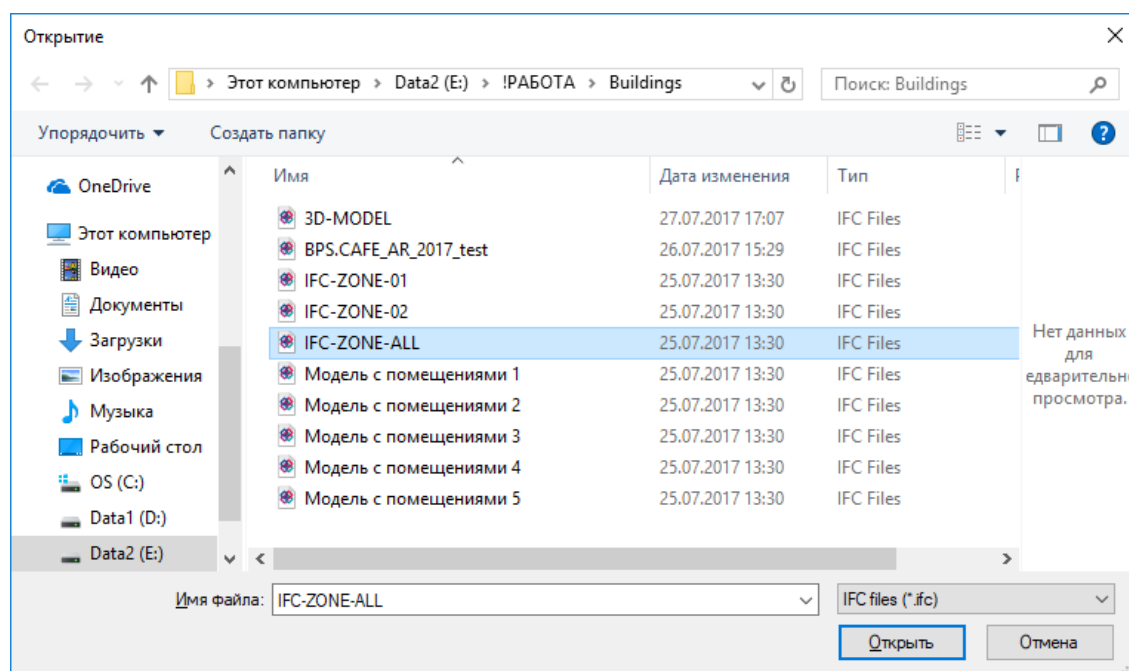 Открытие
Этот компьютер > Data2 (E:) > !РАБОТА > Buildings
Поиск: Buildings
Упорядочить
Создать папку
OneDrive
Этот компьютер
Видео
Документы
Загрузки
Изображения
Музыка
Рабочий стол
OS (C:)
Data1 (D:)
Data2 (E:)
Имя Дата изменения Тип
3D-MODEL 27.07.2017 17:07 IFC Files
BPS.CAFE_AR_2017_test 26.07.2017 15:29 IFC Files
IFC-ZONE-01 25.07.2017 13:30 IFC Files
IFC-ZONE-02 25.07.2017 13:30 IFC Files
IFC-ZONE-ALL 25.07.2017 13:30 IFC Files
Модель с помещениями 1 25.07.2017 13:30 IFC Files
Модель с помещениями 2 25.07.2017 13:30 IFC Files
Модель с помещениями 3 25.07.2017 13:30 IFC Files
Модель с помещениями 4 25.07.2017 13:30 IFC Files
Модель с помещениями 5 25.07.2017 13:30 IFC Files
Нет данных
для
едварительн
просмотра.
Имя файла: IFC-ZONE-ALL
IFC files (*.ifc)
Открыть
Отмена